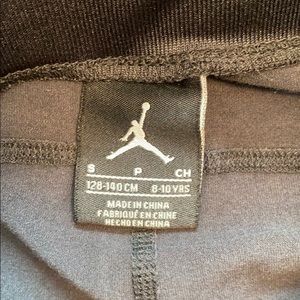 S P CH
128-140 CM 8-10 YRS
MADE IN CHINA
FABRIQUÉ EN CHINE
HECHO EN CHINA